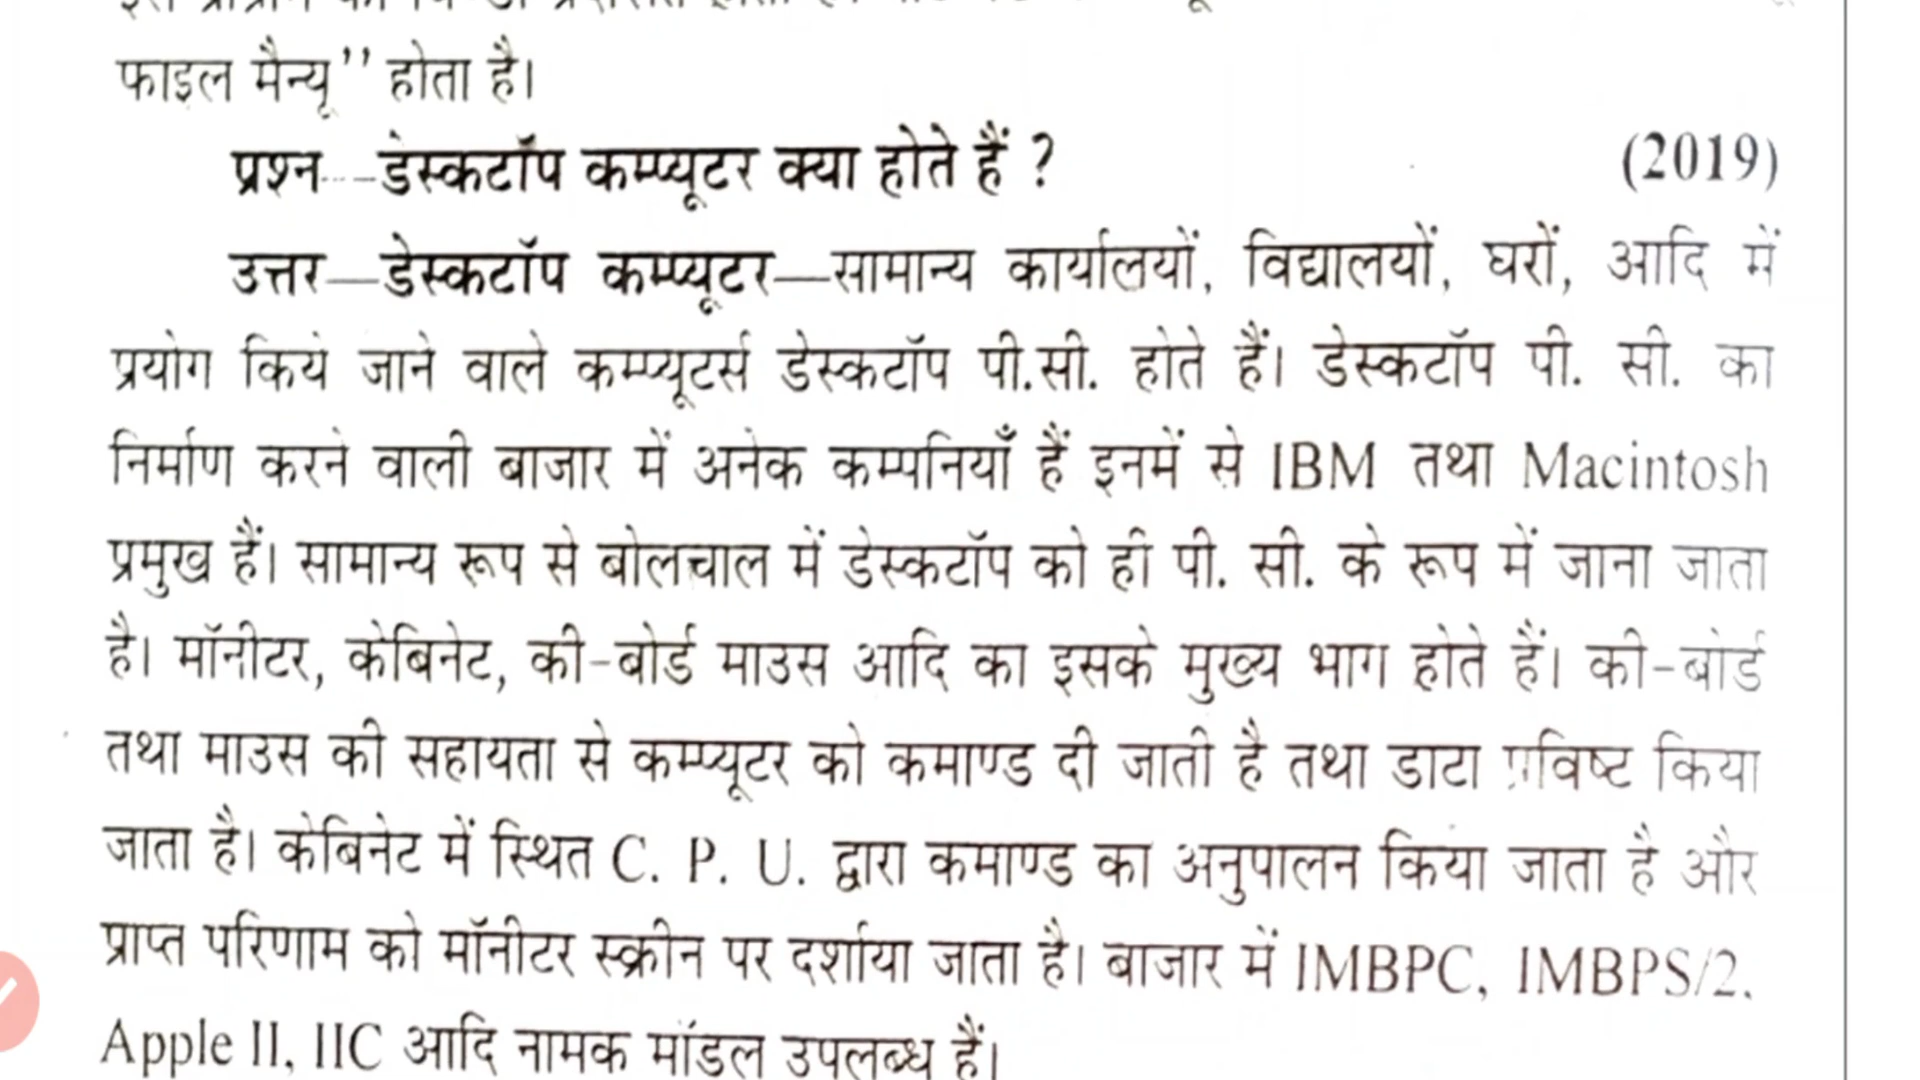 फाइल मैन्यू” होता है।
प्रश्न—डेस्कटॉप कम्प्यूटर क्या होते हैं ? (2019)
उत्तर—डेस्कटॉप कम्प्यूटर—सामान्य कार्यालयों, विद्यालयों, घरों, आदि में
प्रयोग किये जाने वाले कम्प्यूटर्स डेस्कटॉप पी.सी. होते हैं। डेस्कटॉप पी. सी. का
निर्माण करने वाली बाजार में अनेक कम्पनियाँ हैं इनमें से IBM तथा Macintosh
प्रमुख हैं। सामान्य रूप से बोलचाल में डेस्कटॉप को ही पी. सी. के रूप में जाना जाता
है। मॉनीटर, केबिनेट, की-बोर्ड माउस आदि का इसके मुख्य भाग होते हैं। की-बोर्ड
तथा माउस की सहायता से कम्प्यूटर को कमाण्ड दी जाती है तथा डाटा प्रविष्ट किया
जाता है। केबिनेट में स्थित C. P. U. द्वारा कमाण्ड का अनुपालन किया जाता है और
प्राप्त परिणाम को मॉनीटर स्क्रीन पर दर्शाया जाता है। बाजार में IMBPC, IMBPS/2.
Apple II, IIC आदि नामक मॉडल उपलब्ध हैं।